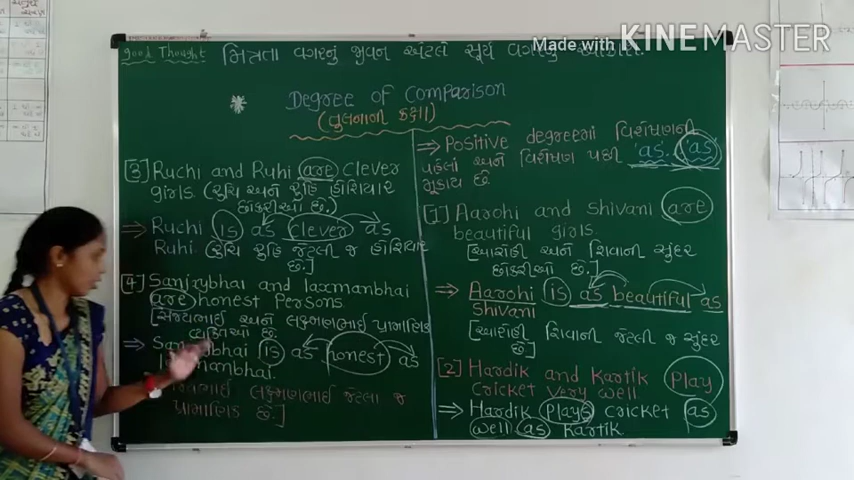 Made with KINEMASTER
good Thought મિત્રતા વગરનું જીવન એટલે સૂર્ય વગરનું
Degree of Comparison
(તુલનાની કક્ષા)
[3] Ruchi and Ruhi are clever
girls. (રુચિ અને રુહિ હોશિયાર
છોકરીઓ છે.)
⇒ Ruchi is as clever as
Ruhi. (રુચિ રુહિ જેટલી જ હોશિયાર
છે.]
[4] Sanjaybhai and laxmanbhai
are honest Persons.
[સંજયભાઈ અને લક્ષ્મણભાઈ પ્રામાણિક
વ્યક્તિઓ છે.
⇒ is as honest as
laxmanbhai.
લક્ષ્મણભાઈ જેટલા જ
પ્રામાણિક છે.]
⇒ Positive degreeમાં વિશેષણની
પહેલાં અને વિશેષણ પછી 'as' 'as'
મૂકાય છે.
[1] Aarohi and Shivani are
beautiful girls.
[આરોહી અને શિવાની સુંદર
છોકરીઓ છે.]
⇒ Aarohi is as beautiful as
Shivani
[આરોહી શિવાની જેટલી જ સુંદર
છે.]
[2] Hardik and Kartik Play
Cricket very well
⇒ Hardik Plays cricket as
well as Kartik